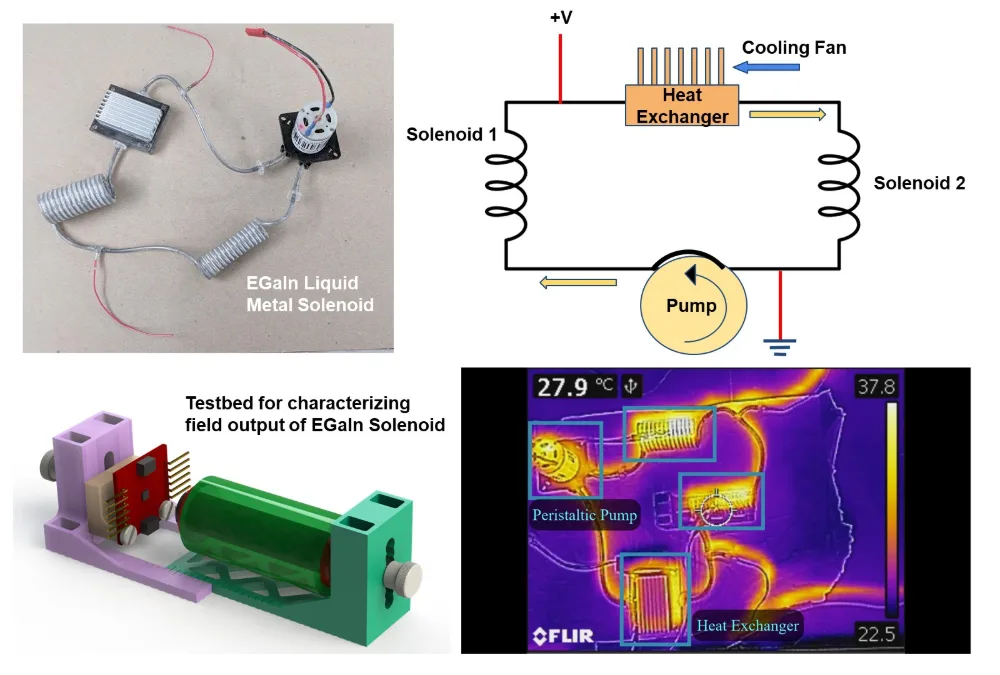 EGaIn Liquid
Metal Solenoid
+V
Cooling Fan
Heat
Exchanger
Solenoid 1
Solenoid 2
Pump
Testbed for characterizing
field output of EGaIn Solenoid
27.9 °C
37.8
Peristaltic Pump
Heat Exchanger
FLIR
22.5